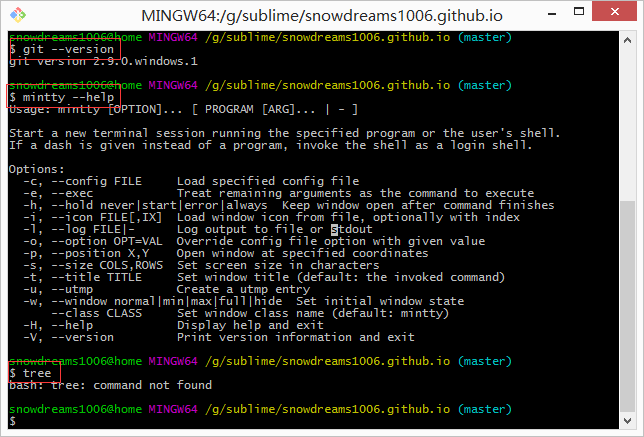 MINGW64:/g/sublime/snowdreams1006.github.io
snowdreams1006@home MINGW64 /g/sublime/snowdreams1006.github.io (master)
$ git --version
git version 2.9.0.windows.1
snowdreams1006@home MINGW64 /g/sublime/snowdreams1006.github.io (master)
$ mintty --help
Usage: mintty [OPTION]... [ PROGRAM [ARG]... | - ]
Start a new terminal session running the specified program or the user's shell.
If a dash is given instead of a program, invoke the shell as a login shell.
Options:
-c, --config FILE     Load specified config file
-e, --exec            Treat remaining arguments as the command to execute
-h, --hold never|start|error|always  Keep window open after command finishes
-i, --icon FILE[,IX]  Load window icon from file, optionally with index
-l, --log FILE|-      Log output to file or stdout
-o, --option OPT=VAL  Override config file option with given value
-p, --position X,Y    Open window at specified coordinates
-s, --size COLS,ROWS  Set screen size in characters
-t, --title TITLE     Set window title (default: the invoked command)
-u, --utmp            Create a utmp entry
-w, --window normal|min|max|full|hide  Set initial window state
--class CLASS     Set window class name (default: mintty)
-H, --help            Display help and exit
-V, --version         Print version information and exit
snowdreams1006@home MINGW64 /g/sublime/snowdreams1006.github.io (master)
$ tree
bash: tree: command not found
snowdreams1006@home MINGW64 /g/sublime/snowdreams1006.github.io (master)
$